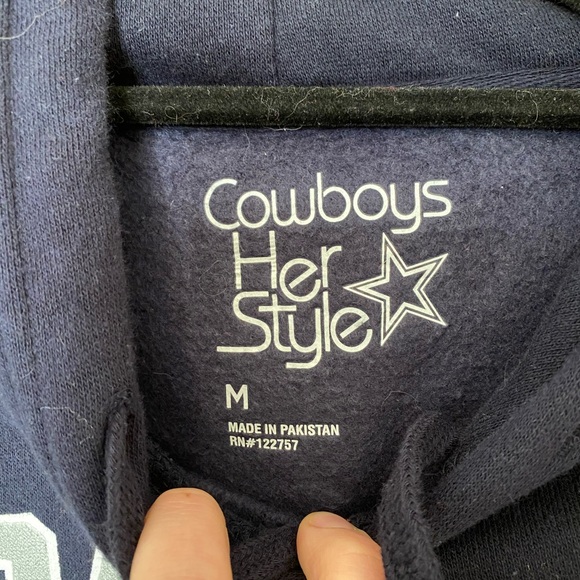 Cowboys
Her
Style
M
MADE IN PAKISTAN
RN#122757